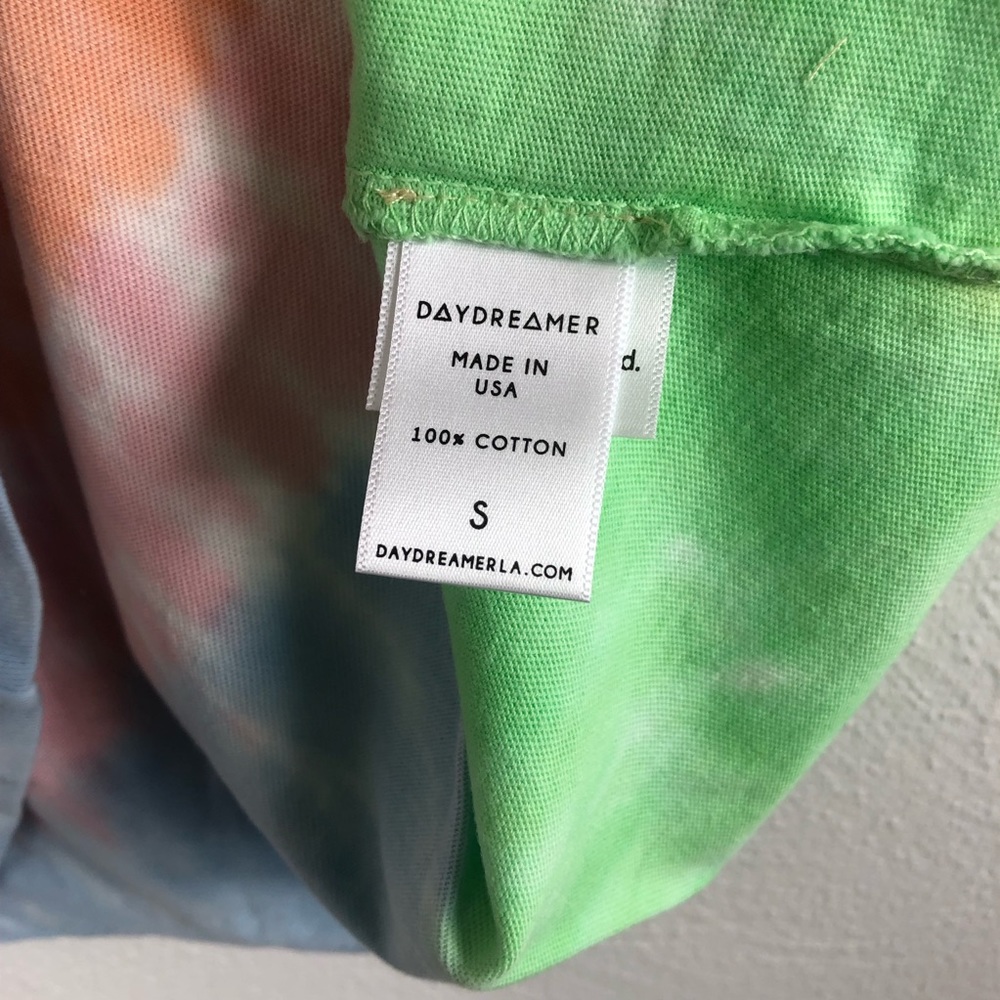 DAYDREAMER
MADE IN
USA
d.
100% COTTON
S
DAYDREAMERLA.COM